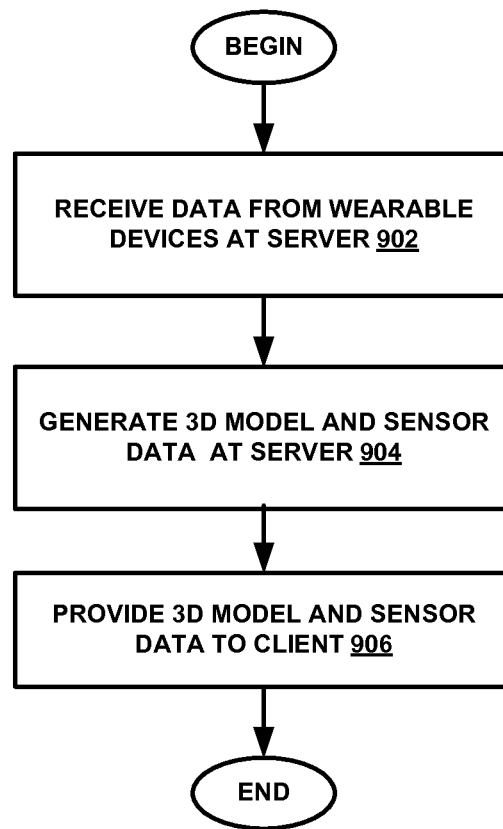 BEGIN
RECEIVE DATA FROM WEARABLE
DEVICES AT SERVER 902
GENERATE 3D MODEL AND SENSOR
DATA AT SERVER 904
PROVIDE 3D MODEL AND SENSOR
DATA TO CLIENT 906
END